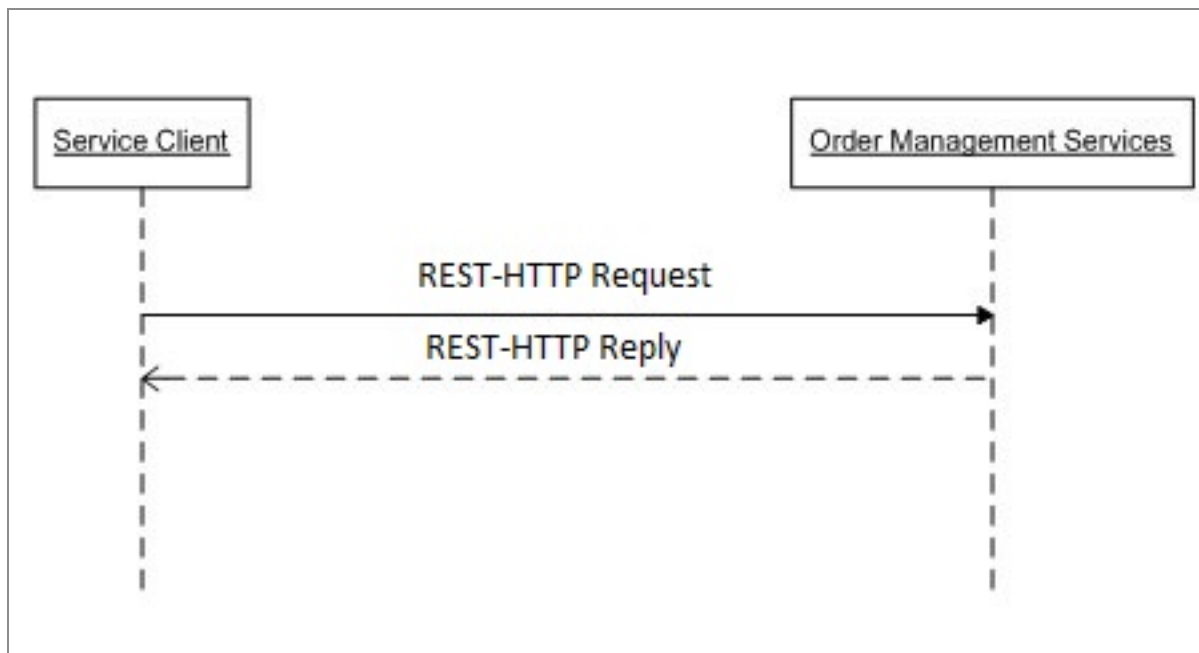 Service Client
Order Management Services
REST-HTTP Request
REST-HTTP Reply